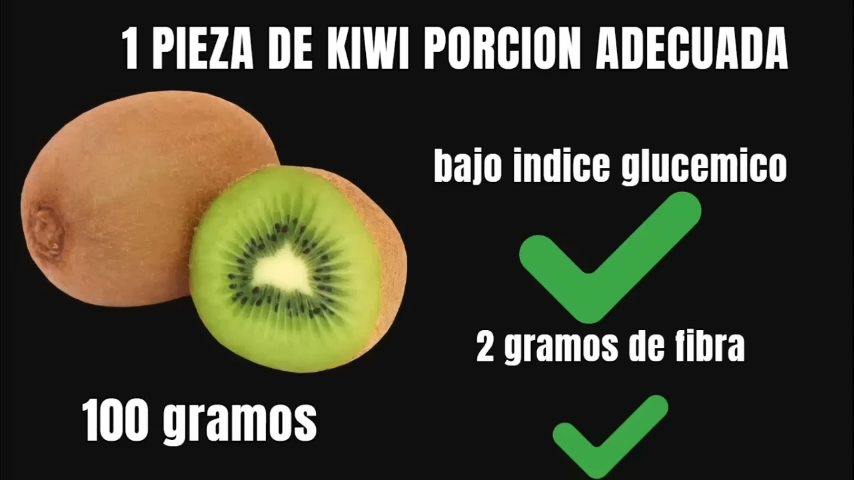 1 PIEZA DE KIWI PORCION ADECUADA
bajo indice glucemico
2 gramos de fibra
100 gramos